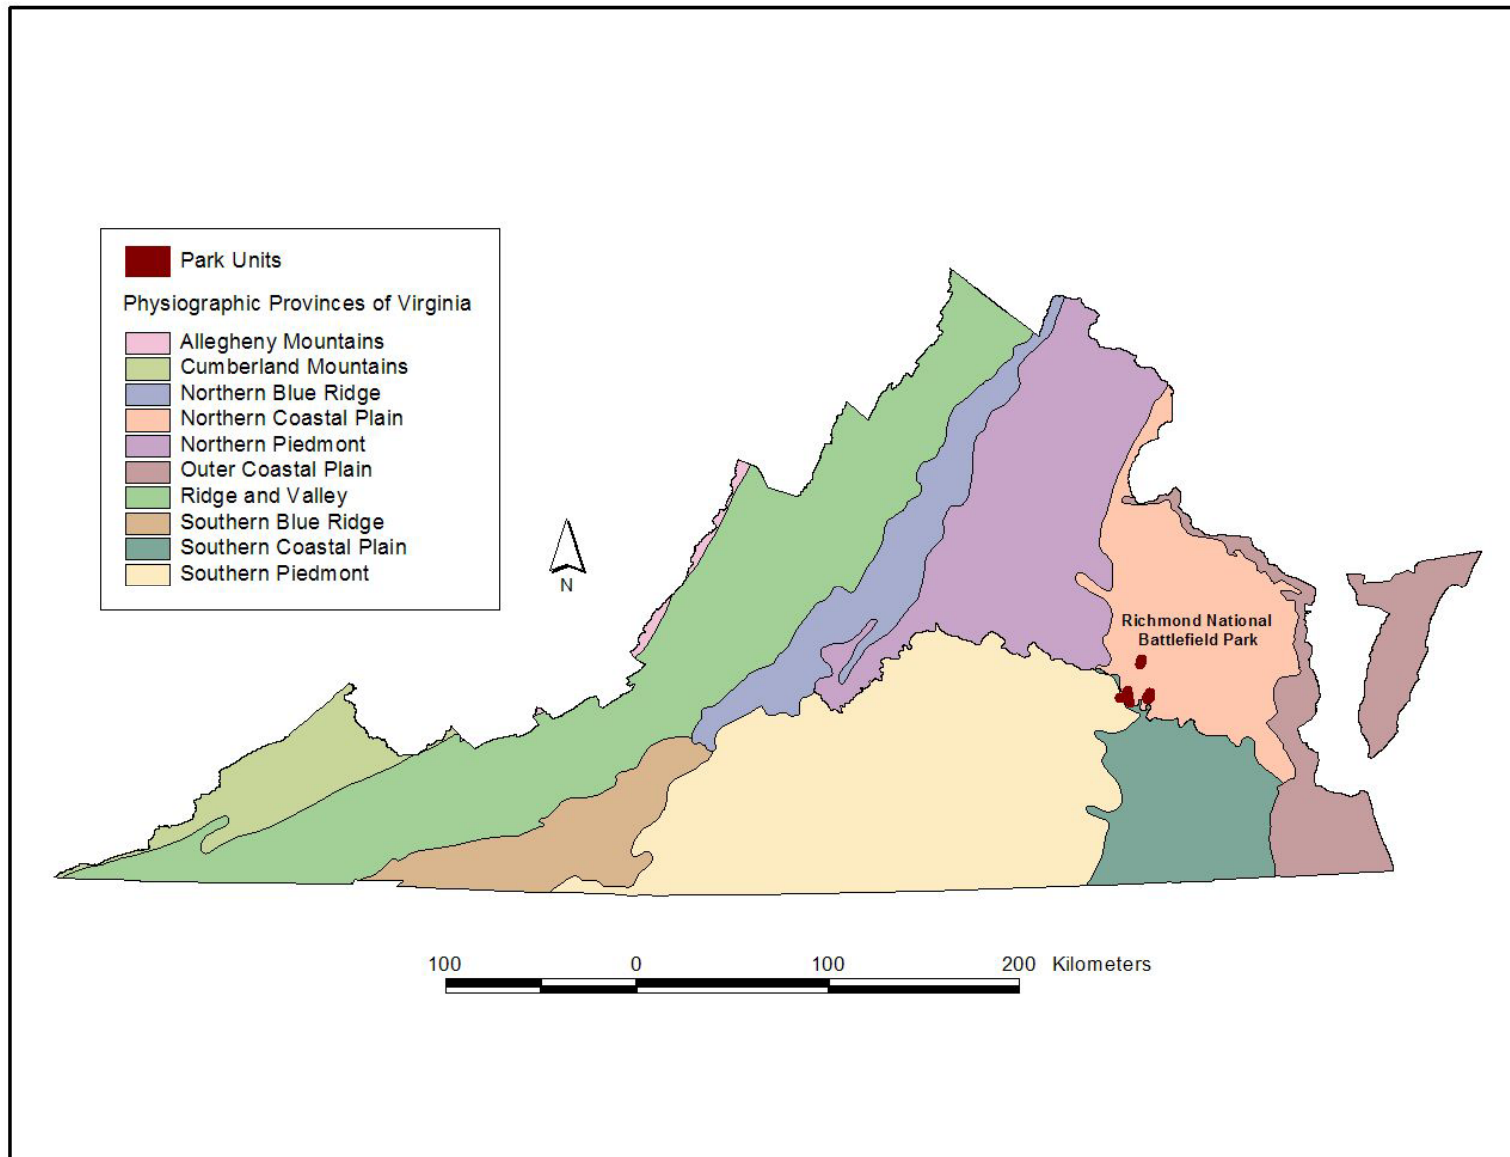 Park Units
Physiographic Provinces of Virginia
Allegheny Mountains
Cumberland Mountains
Northern Blue Ridge
Northern Coastal Plain
Northern Piedmont
Outer Coastal Plain
Ridge and Valley
Southern Blue Ridge
Southern Coastal Plain
Southern Piedmont
N
Richmond National
Battlefield Park
100 0 100 200 Kilometers